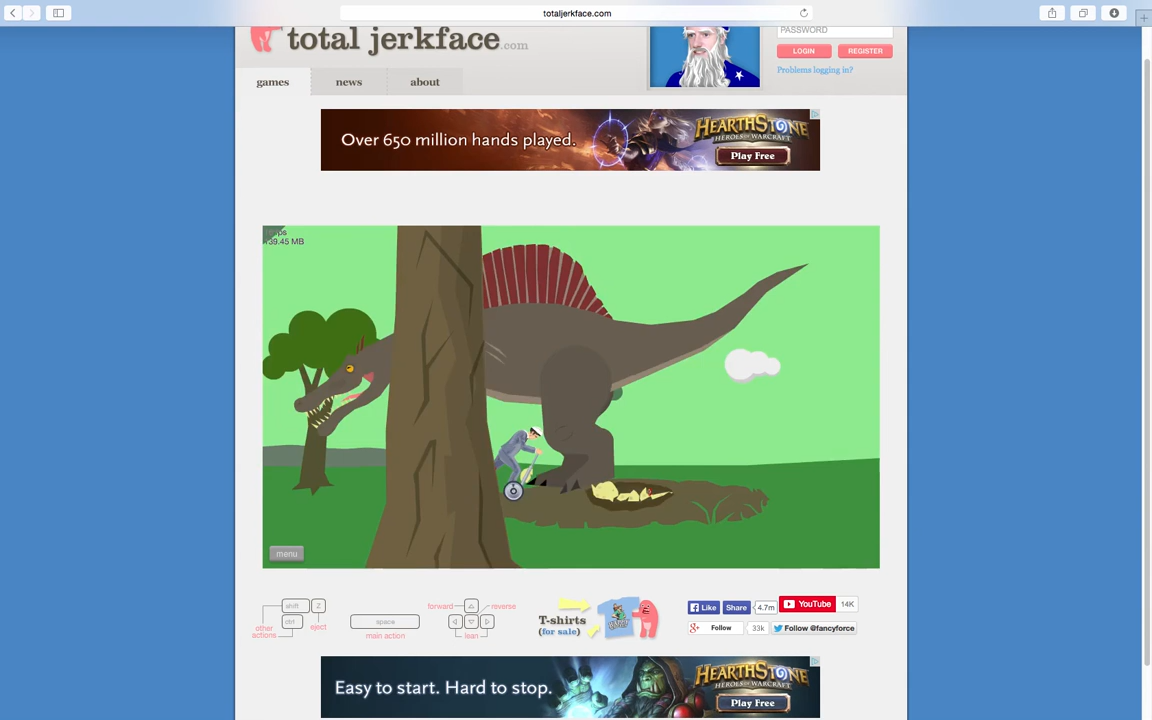 totaljerkface.com
total jerkface.com
PASSWORD
LOGIN
REGISTER
Problems logging in?
games
news
about
Over 650 million hands played.
HEARTHSTONE
HEROES OF WARCRAFT
Play Free
139.45 MB
menu
shift
Z
ctrl
eject
other
actions
space
main action
forward
reverse
lean
T-shirts
(for sale)
Like
Share
4.7m
YouTube
14K
Follow
33k
Follow @fancyforce
Easy to start. Hard to stop.
HEARTHSTONE
HEROES OF WARCRAFT
Play Free